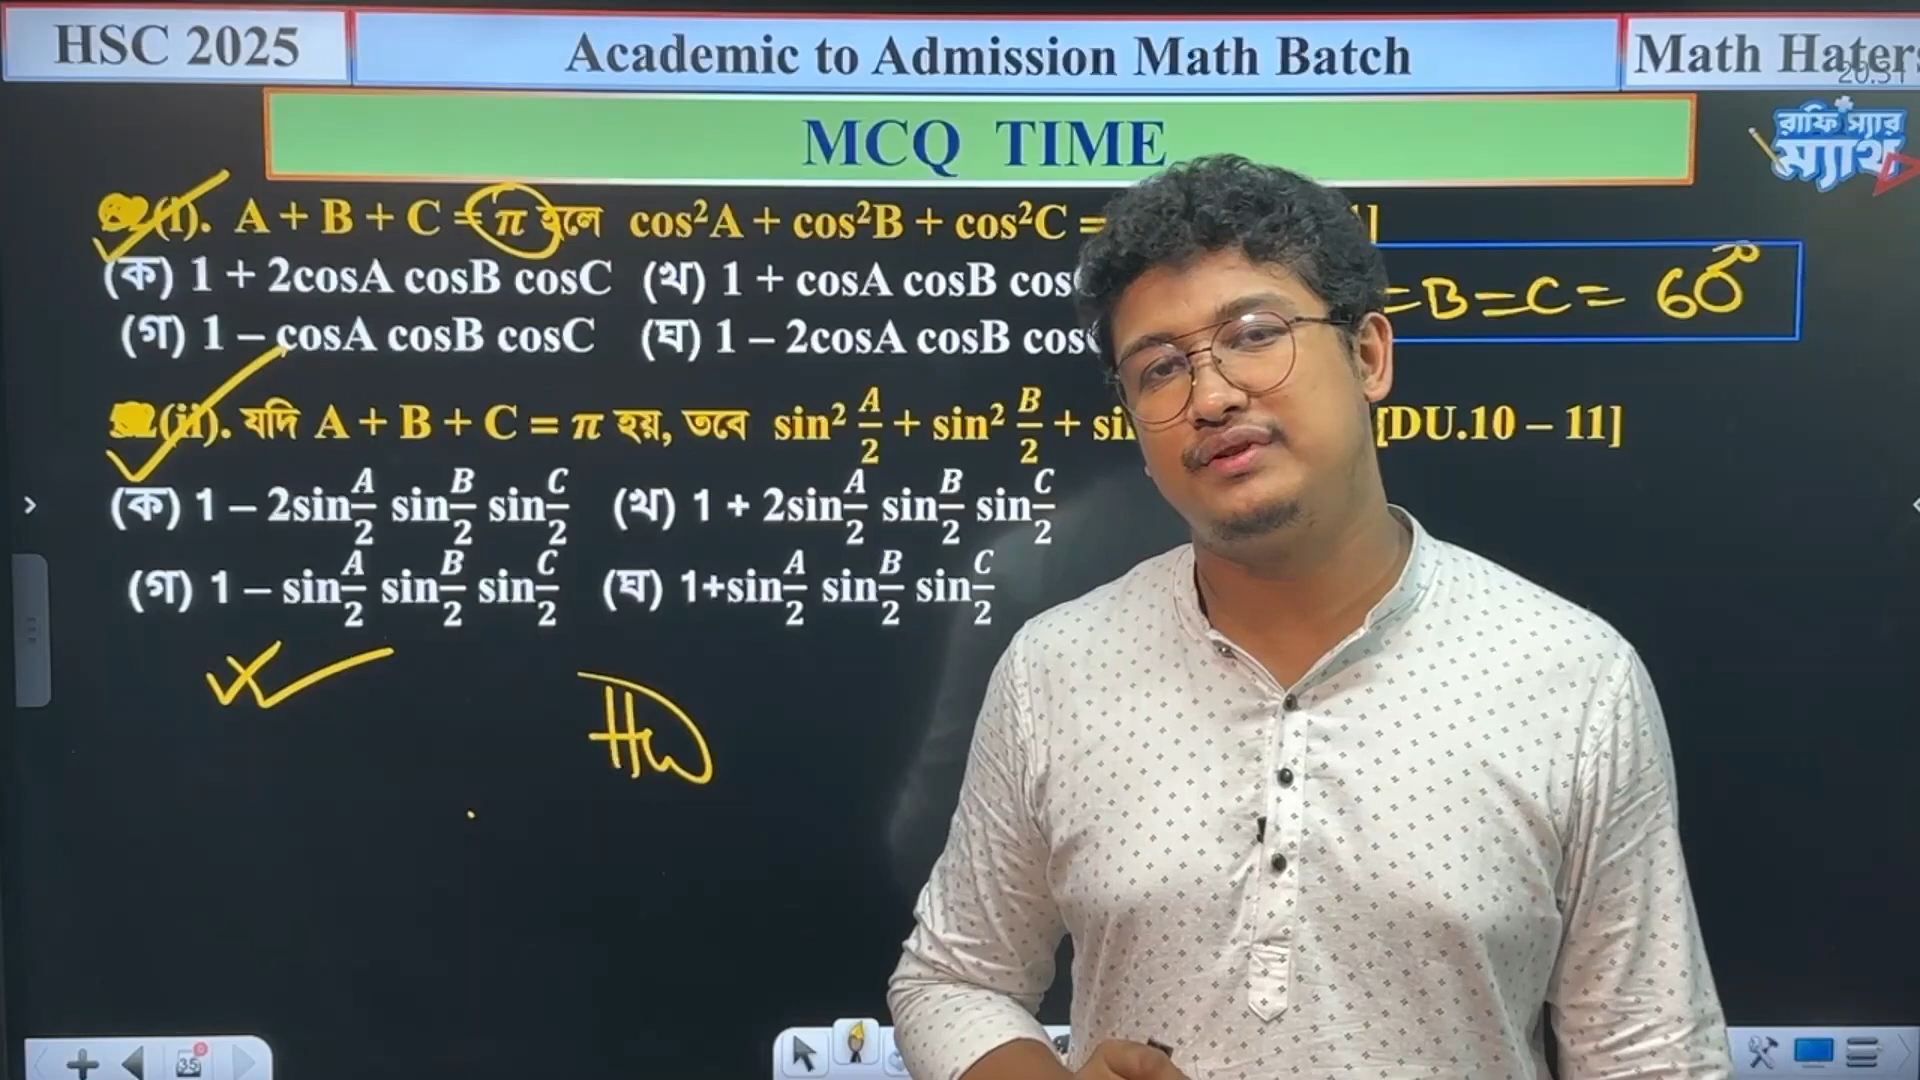 HSC 2025
Academic to Admission Math Batch
Math Haters
20:51
MCQ TIME
রাফি স্যার
ম্যাথ
(i). A + B + C = π হলে cos²A + cos²B + cos²C =
(ক) 1 + 2cosA cosB cosC (খ) 1 + cosA cosB cos
(গ) 1 – cosA cosB cosC (ঘ) 1 – 2cosA cosB cos
= B = C = 60°
(ii). যদি A + B + C = π হয়, তবে sin² A/2 + sin² B/2 + [DU.10 – 11]
(ক) 1 – 2sin A/2 sin B/2 sin C/2 (খ) 1 + 2sin A/2 sin B/2 sin C/2
(গ) 1 – sin A/2 sin B/2 sin C/2 (ঘ) 1+sin A/2 sin B/2 sin C/2
HW
35